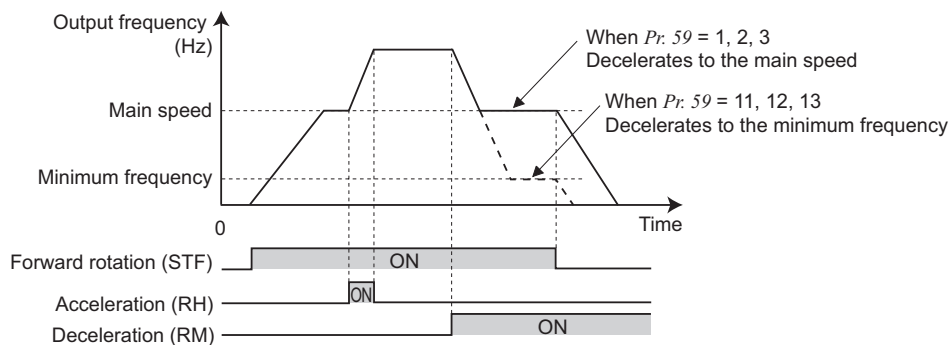 Output frequency
(Hz)
When Pr. 59 = 1, 2, 3
Decelerates to the main speed
When Pr. 59 = 11, 12, 13
Decelerates to the minimum frequency
Main speed
Minimum frequency
0
Time
Forward rotation (STF)
ON
Acceleration (RH)
ON
Deceleration (RM)
ON